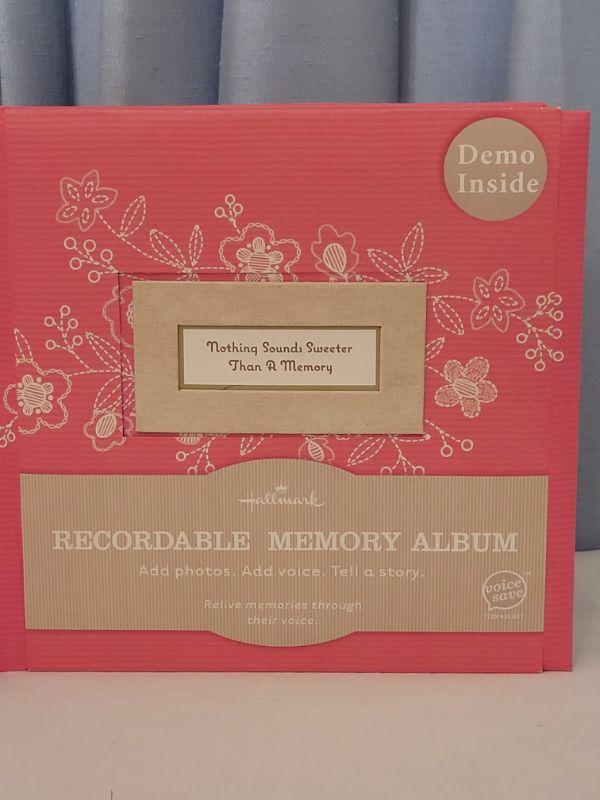 Demo
Inside
Nothing Sounds Sweeter
Than A Memory
Hallmark
RECORDABLE MEMORY ALBUM
Add photos. Add voice. Tell a story.
Relive memories through
their voice.
voice
save
TECHNOLOGY